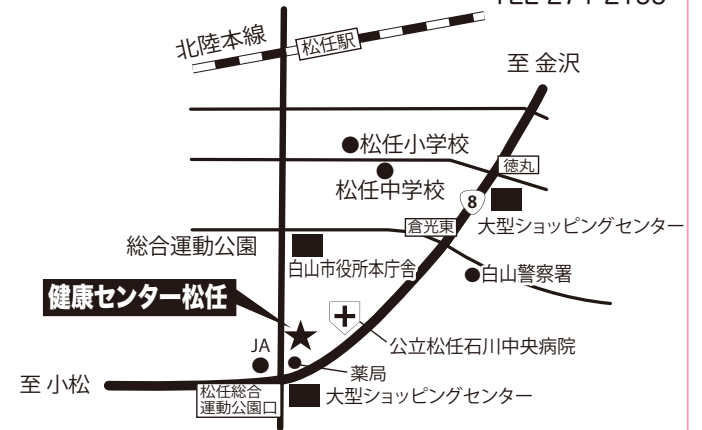 北陸本線
松任駅
至 金沢
松任小学校
徳丸
松任中学校
8
倉光東
大型ショッピングセンター
総合運動公園
白山市役所本庁舎
白山警察署
健康センター松任
公立松任石川中央病院
JA
薬局
至 小松
松任総合
運動公園口
大型ショッピングセンター